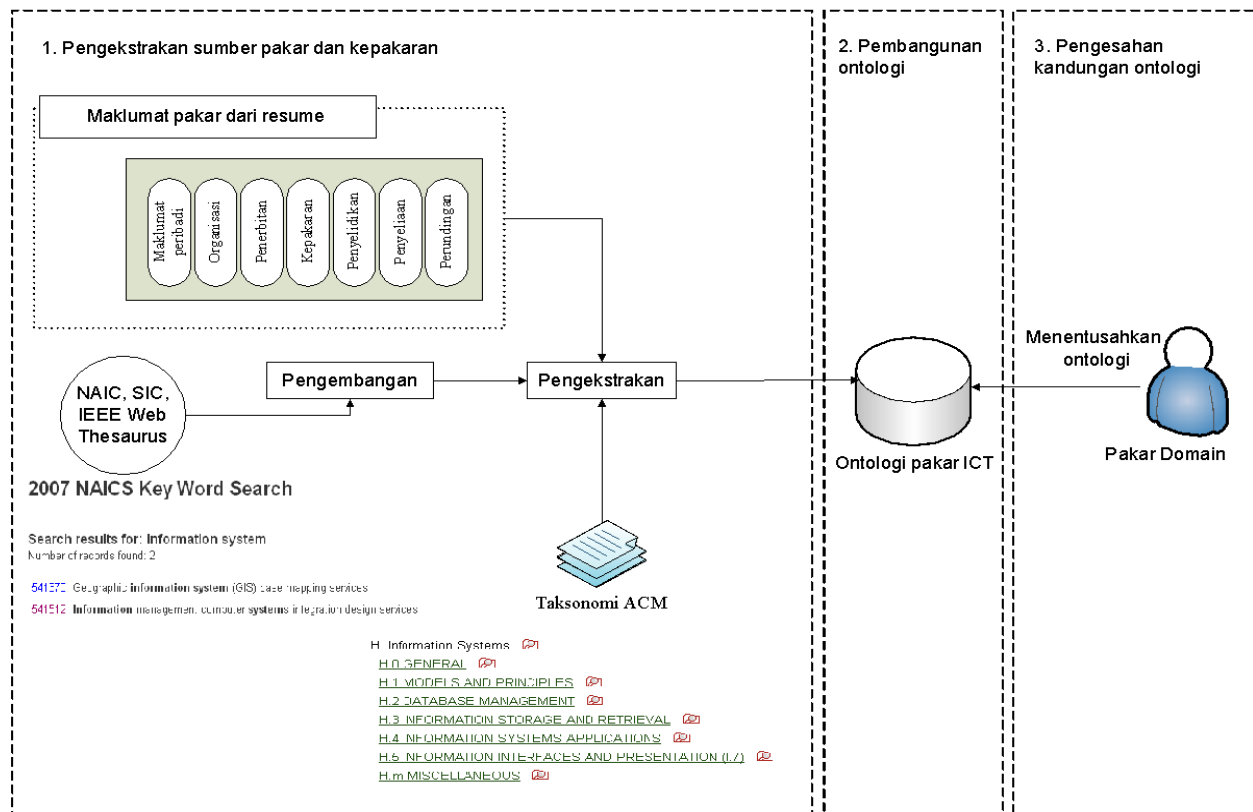 1. Pengekstrakan sumber pakar dan kepakaran
Maklumat pakar dari resume
Maklumat
peribadi
Organisasi
Penerbitan
Kepakaran
Penyelidikan
Penyeliaan
Perundingan
NAIC, SIC,
IEEE Web
Thesaurus
Pengembangan
Pengekstrakan
2007 NAICS Key Word Search
Search results for: Information system
Number of records found: 2
Geographic information system (GIS) base mapping services
541512 Information management computer systems integration design services
Taksonomi ACM
H. Information Systems
H.0 GENERAL
H.1 MODELS AND PRINCIPLES
H.2 DATABASE MANAGEMENT
H.3 INFORMATION STORAGE AND RETRIEVAL
H.4 INFORMATION SYSTEMS APPLICATIONS
H.5 INFORMATION INTERFACES AND PRESENTATION (I.7)
H.m MISCELLANEOUS
2. Pembangunan
ontologi
Ontologi pakar ICT
3. Pengesahan
kandungan ontologi
Menentusahkan
ontologi
Pakar Domain